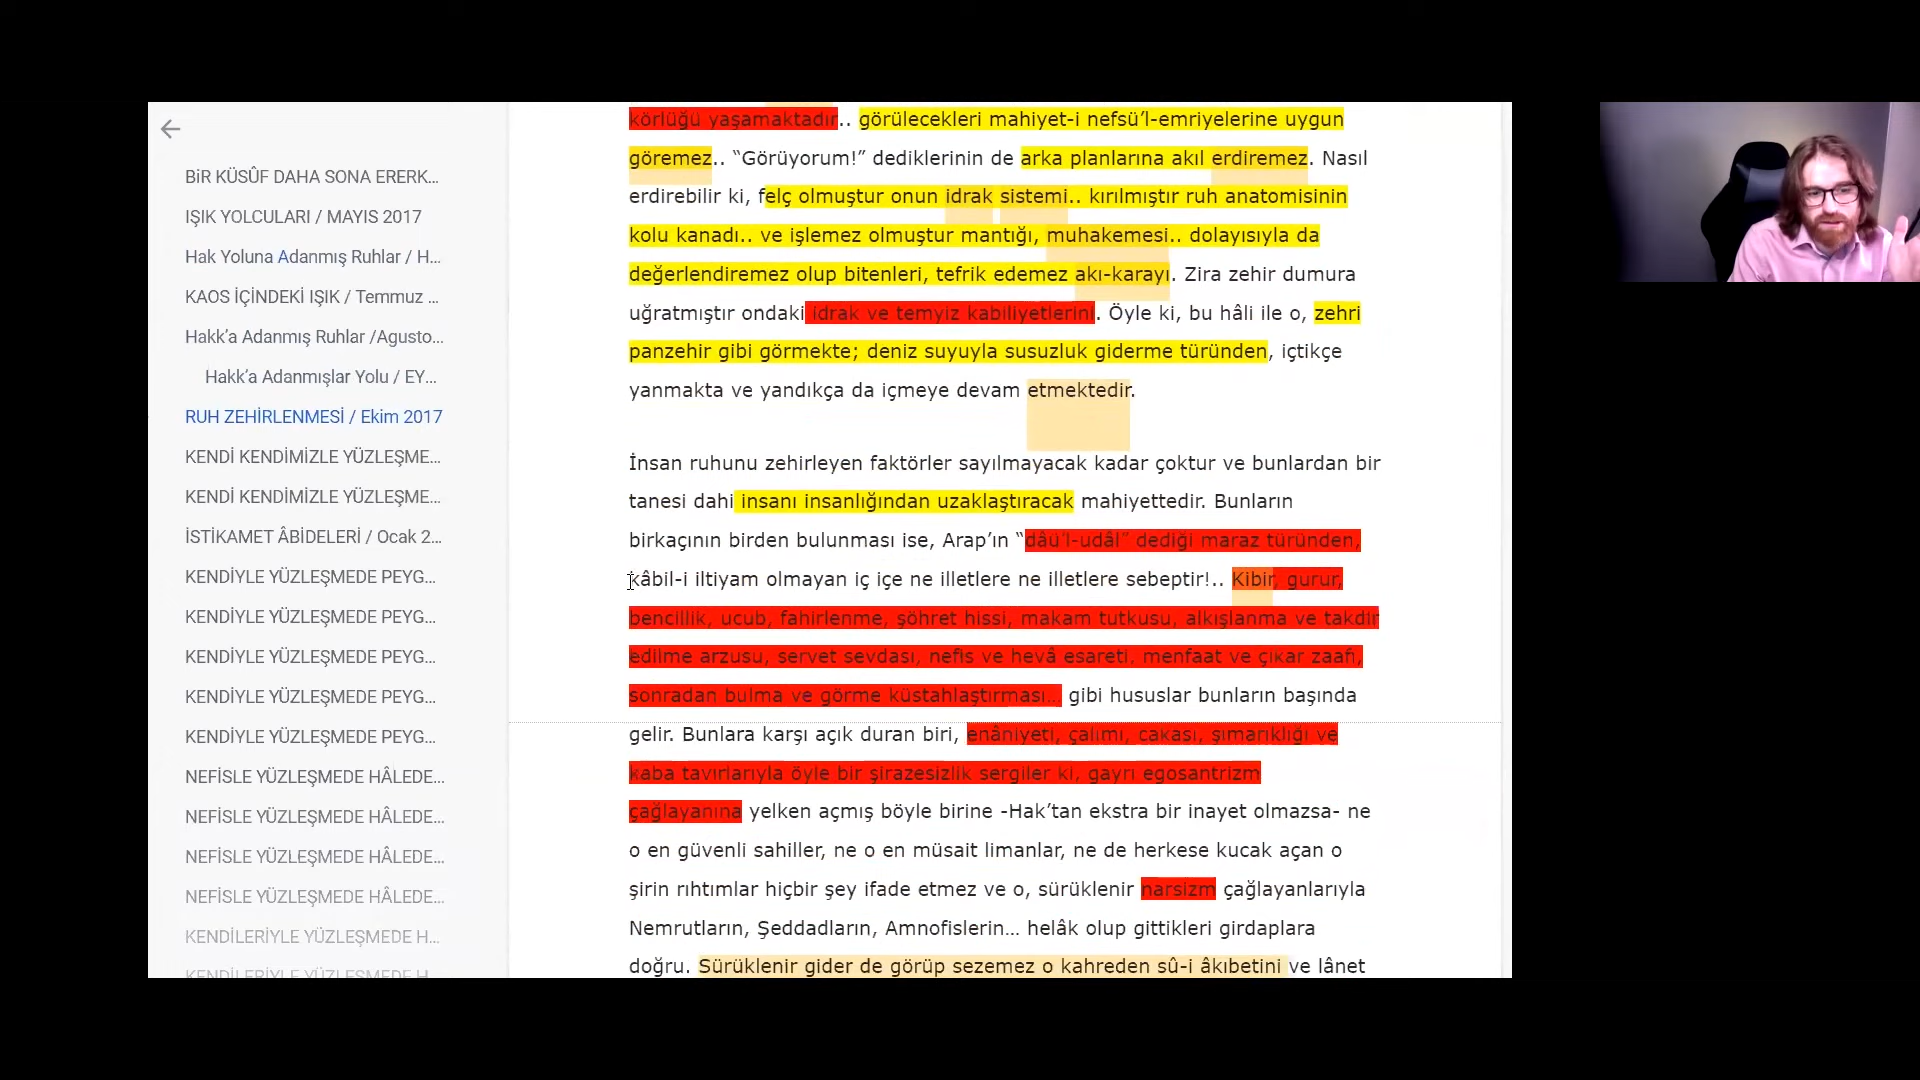 BiR KÜSÛF DAHA SONA ERERK...
IŞIK YOLCULARI / MAYIS 2017
Hak Yoluna Adanmış Ruhlar / H...
KAOS İÇİNDEKİ IŞIK / Temmuz ...
Hakk’a Adanmış Ruhlar /Agusto...
Hakk’a Adanmışlar Yolu / EY...
RUH ZEHİRLENMESİ / Ekim 2017
KENDİ KENDİMİZLE YÜZLEŞME...
KENDİ KENDİMİZLE YÜZLEŞME...
İSTİKAMET ÂBİDELERİ / Ocak 2...
KENDİYLE YÜZLEŞMEDE PEYG...
KENDİYLE YÜZLEŞMEDE PEYG...
KENDİYLE YÜZLEŞMEDE PEYG...
KENDİYLE YÜZLEŞMEDE PEYG...
KENDİYLE YÜZLEŞMEDE PEYG...
NEFİSLE YÜZLEŞMEDE HÂLEDE...
NEFİSLE YÜZLEŞMEDE HÂLEDE...
NEFİSLE YÜZLEŞMEDE HÂLEDE...
NEFİSLE YÜZLEŞMEDE HÂLEDE...
KENDİLERİYLE YÜZLEŞMEDE H...
KENDİLERİYLE YÜZLEŞMEDE H...
körlüğü yaşamaktadır.. görülecekleri mahiyet-i nefsü’l-emriyelerine uygun
göremez.. “Görüyorum!” dediklerinin de arka planlarına akıl erdiremez. Nasıl
erdirebilir ki, felç olmuştur onun idrak sistemi.. kırılmıştır ruh anatomisinin
kolu kanadı.. ve işlemez olmuştur mantığı, muhakemesi.. dolayısıyla da
değerlendiremez olup bitenleri, tefrik edemez akı-karayı. Zira zehir dumura
uğratmıştır ondaki idrak ve temyiz kabiliyetlerini. Öyle ki, bu hâli ile o, zehri
panzehir gibi görmekte; deniz suyuyla susuzluk giderme türünden, içtikçe
yanmakta ve yandıkça da içmeye devam etmektedir.
İnsan ruhunu zehirleyen faktörler sayılmayacak kadar çoktur ve bunlardan bir
tanesi dahi insanı insanlığından uzaklaştıracak mahiyettedir. Bunların
birkaçının birden bulunması ise, Arap’ın “dâü’l-udâl” dediği maraz türünden,
kâbil-i iltiyam olmayan iç içe ne illetlere ne illetlere sebeptir!.. Kibir, gurur,
bencillik, ucub, fahirlenme, şöhret hissi, makam tutkusu, alkışlanma ve takdir
edilme arzusu, servet sevdası, nefis ve hevâ esareti, menfaat ve çıkar zaafı,
sonradan bulma ve görme küstahlaştırması... gibi hususlar bunların başında
gelir. Bunlara karşı açık duran biri, enâniyeti, çalımı, cakası, şımarıklığı ve
kaba tavırlarıyla öyle bir şirazesizlik sergiler ki, gayrı egosantrizm
çağlayanına yelken açmış böyle birine -Hak’tan ekstra bir inayet olmazsa- ne
o en güvenli sahiller, ne o en müsait limanlar, ne de herkese kucak açan o
şirin rıhtımlar hiçbir şey ifade etmez ve o, sürüklenir narsizm çağlayanlarıyla
Nemrutların, Şeddadların, Amnofislerin... helâk olup gittikleri girdaplara
doğru. Sürüklenir gider de görüp sezemez o kahreden sû-i âkıbetini ve lânet